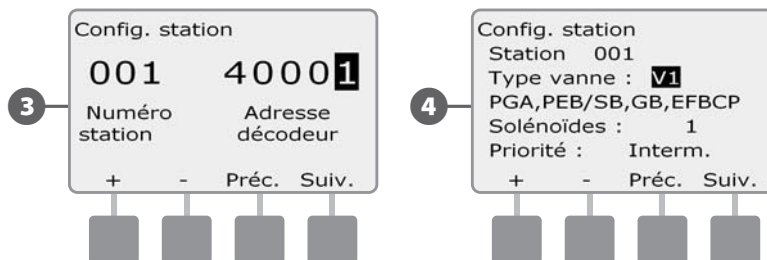 3
Config. station
001 40001
Numéro station
Adresse décodeur
+ - Préc. Suiv.
4
Config. station
Station 001
Type vanne : V1
PGA,PEB/SB,GB,EFBCP
Solénoïdes : 1
Priorité : Interm.
+ - Préc. Suiv.